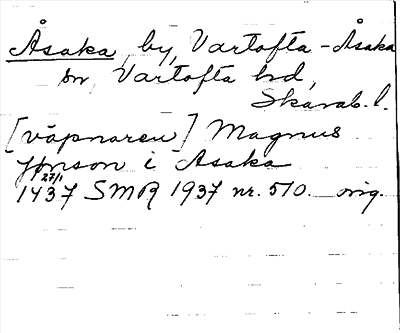 Åsaka, by, Vartofta-Åsaka
sn, Vartofta hd,
Skarab. l.
[väpnaren] Magnus
Jonson i Asaka
27/1
1437 SMR 1937 nr. 510. orig.